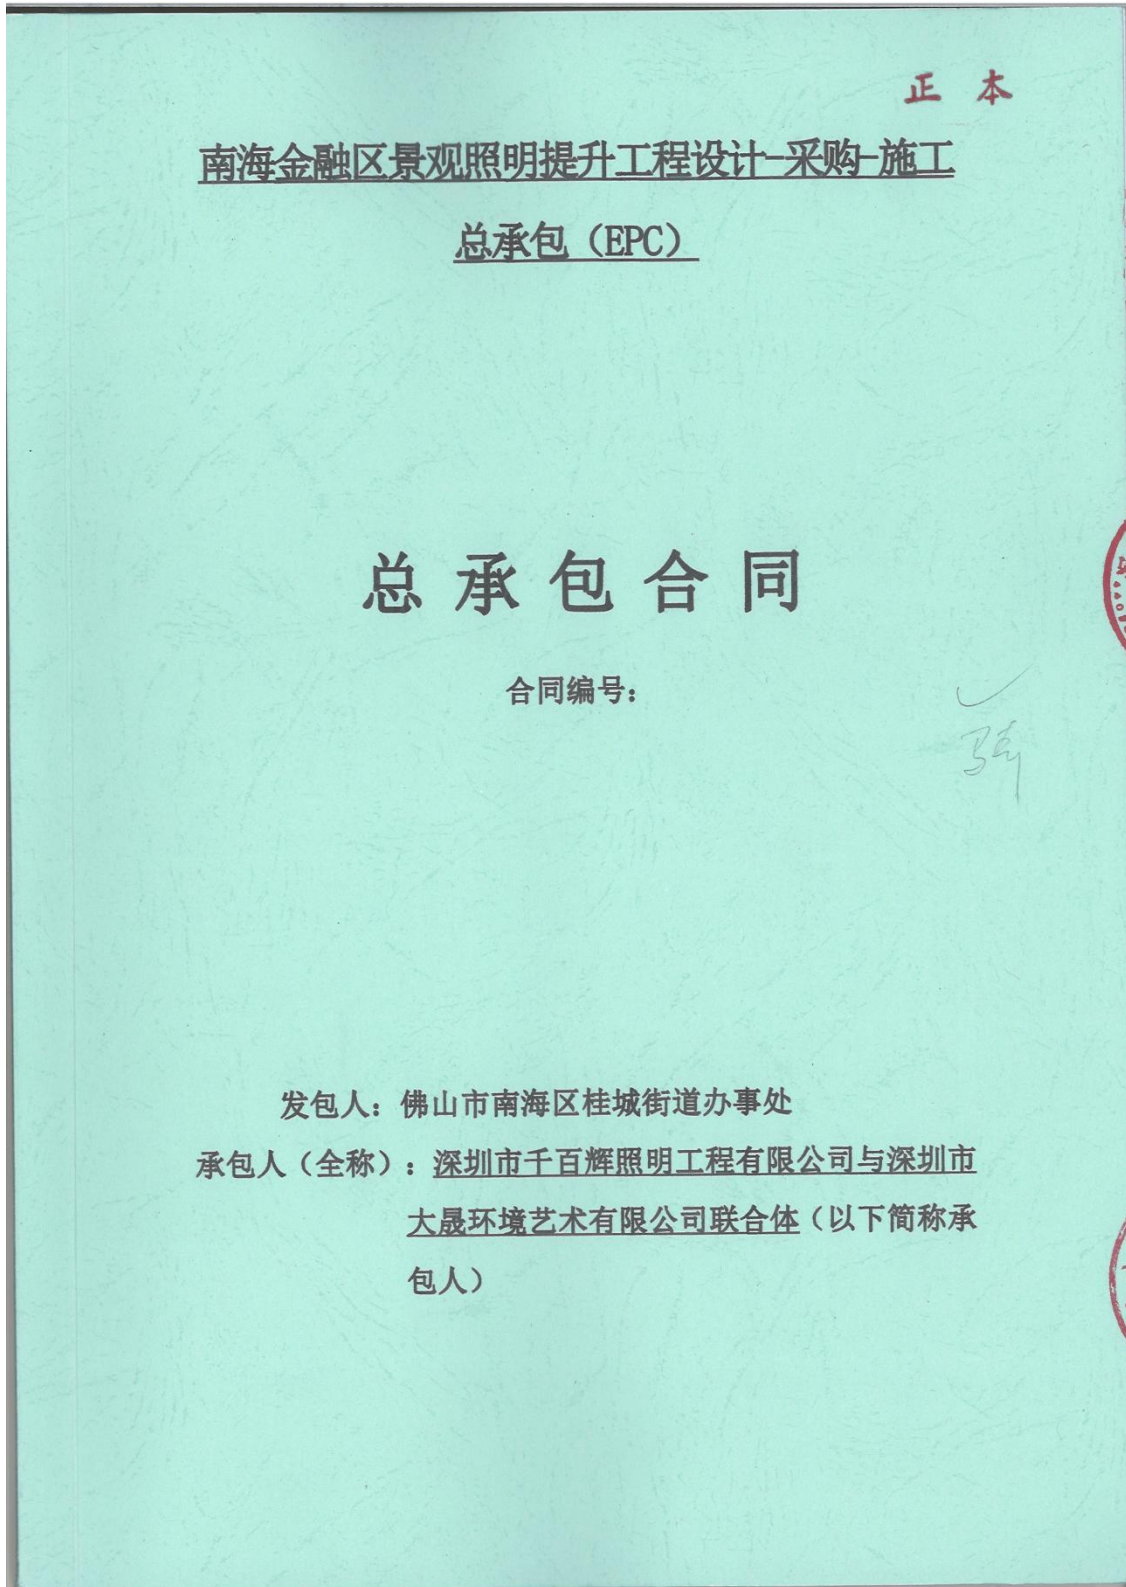 正 本
南海金融区景观照明提升工程设计-采购-施工
总承包（EPC）
总承包合同
合同编号：
发包人：佛山市南海区桂城街道办事处
承包人（全称）：深圳市千百辉照明工程有限公司与深圳市
大晟环境艺术有限公司联合体（以下简称承
包人）